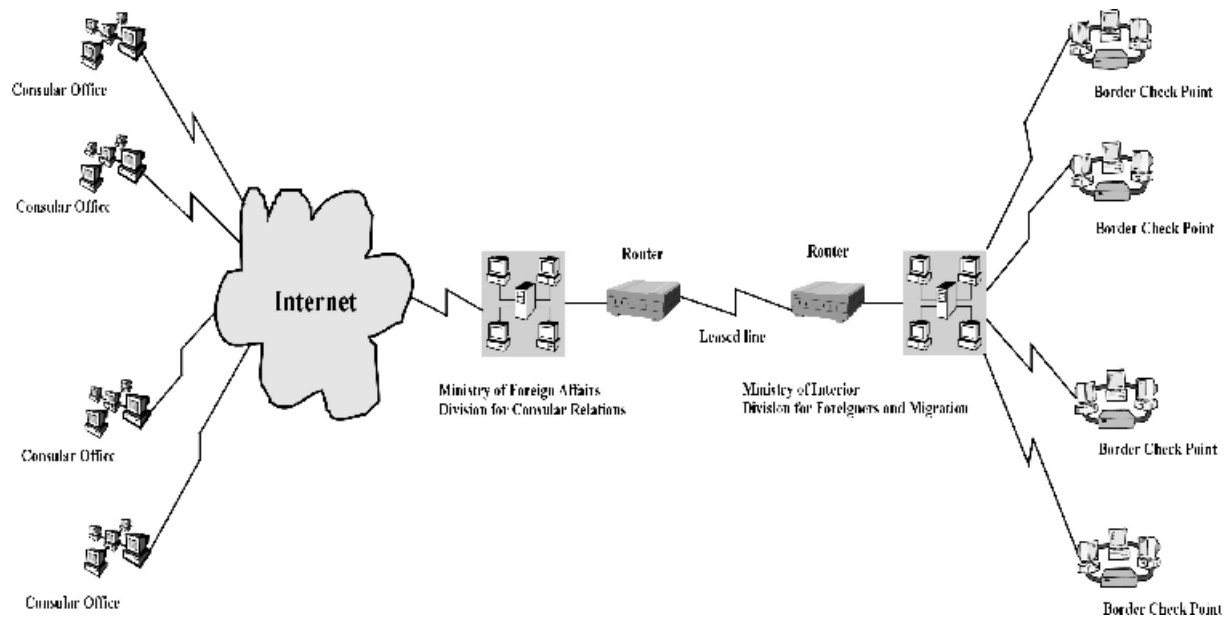 Consular Office
Border Check Point
Consular Office
Border Check Point
Internet
Router
Router
Leased line
Ministry of Foreign Affairs
Division for Consular Relations
Ministry of Interior
Division for Foreigners and Migration
Consular Office
Border Check Point
Consular Office
Border Check Point